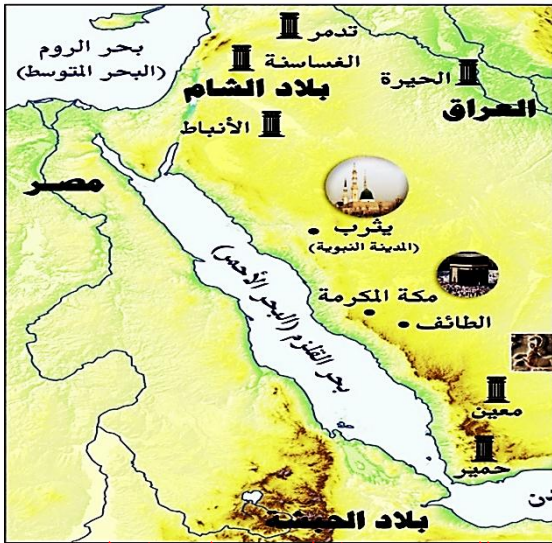 تدمر
بحر الروم
(البحر المتوسط)
الغساسنة
الحيرة
بلاد الشام
العراق
الأنباط
مصر
يثرب
(المدينة النبوية)
بحر القلزم (البحر الأحمر)
مكة المكرمة
الطائف
معين
حمير
دن
بلاد الحبشة